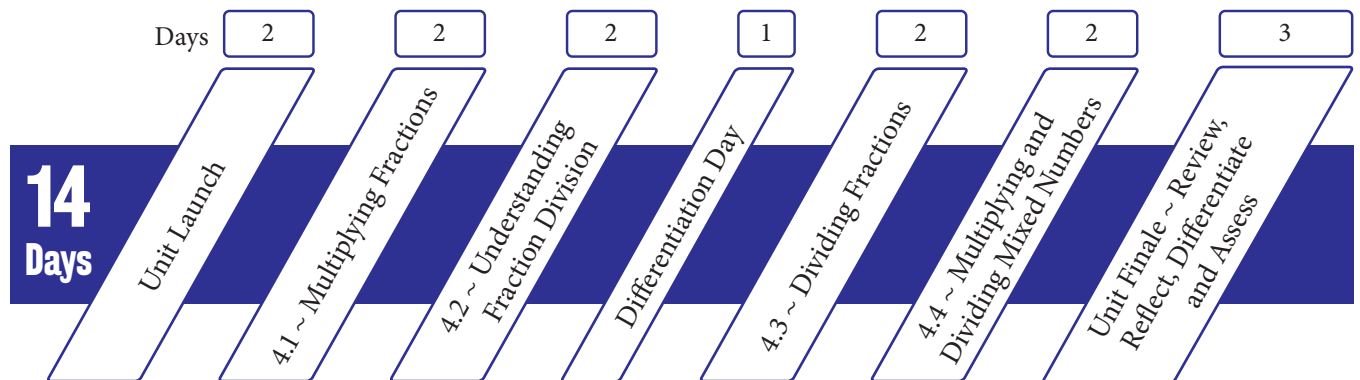 Days 2 2 2 1 2 2 3
14
Days
Unit Launch
4.1 ~ Multiplying Fractions
4.2 ~ Understanding
Fraction Division
Differentiation Day
4.3 ~ Dividing Fractions
4.4 ~ Multiplying and
Dividing Mixed Numbers
Unit Finale ~ Review,
Reflect, Differentiate
and Assess